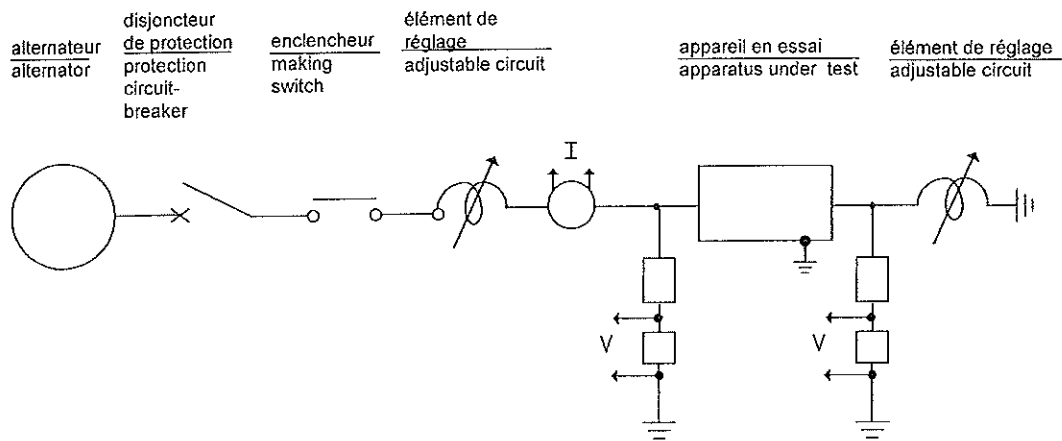 alternateur
alternator
disjoncteur
de protection
protection
circuit-
breaker
enclencheur
making
switch
élément de
réglage
adjustable circuit
appareil en essai
apparatus under test
élément de réglage
adjustable circuit
I
V
V